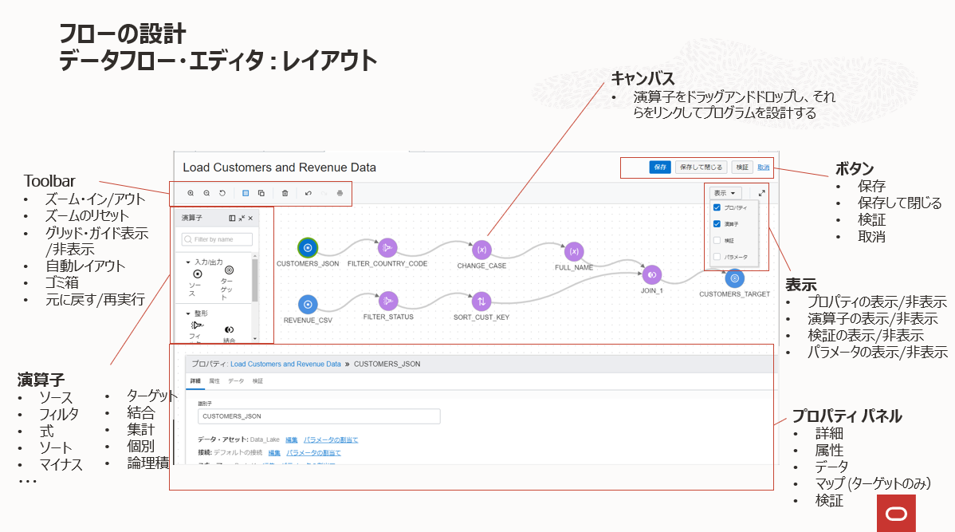 フローの設計
データフロー・エディタ : レイアウト
キャンバス
• 演算子をドラッグアンドドロップし、それ
らをリンクしてプログラムを設計する
Toolbar
• ズーム・イン/アウト
• ズームのリセット
• グリッド・ガイド表示
/非表示
• 自動レイアウト
• ゴミ箱
• 元に戻す/再実行
Load Customers and Revenue Data
保存
保存して閉じる
検証
取消
表示
プロパティ
演算子
検証
パラメータ
演算子
Filter by name
入力/出力
ソー
ス
ター
ゲッ
ト
整形
フィ
結合
CUSTOMERS_JSON
FILTER_COUNTRY_CODE
CHANGE_CASE
FULL_NAME
JOIN_1
CUSTOMERS_TARGET
REVENUE_CSV
FILTER_STATUS
SORT_CUST_KEY
プロパティ: Load Customers and Revenue Data » CUSTOMERS_JSON
詳細 属性 データ 検証
識別子
CUSTOMERS_JSON
データ・アセット: Data_Lake 編集 パラメータの割当て
接続: デフォルトの接続 編集 パラメータの割当て
ボタン
• 保存
• 保存して閉じる
• 検証
• 取消
表示
• プロパティの表示/非表示
• 演算子の表示/非表示
• 検証の表示/非表示
• パラメータの表示/非表示
演算子
• ソース
• フィルタ
• 式
• ソート
• マイナス
• ターゲット
• 結合
• 集計
• 個別
• 論理積
・・・
プロパティ パネル
• 詳細
• 属性
• データ
• マップ (ターゲットのみ)
• 検証